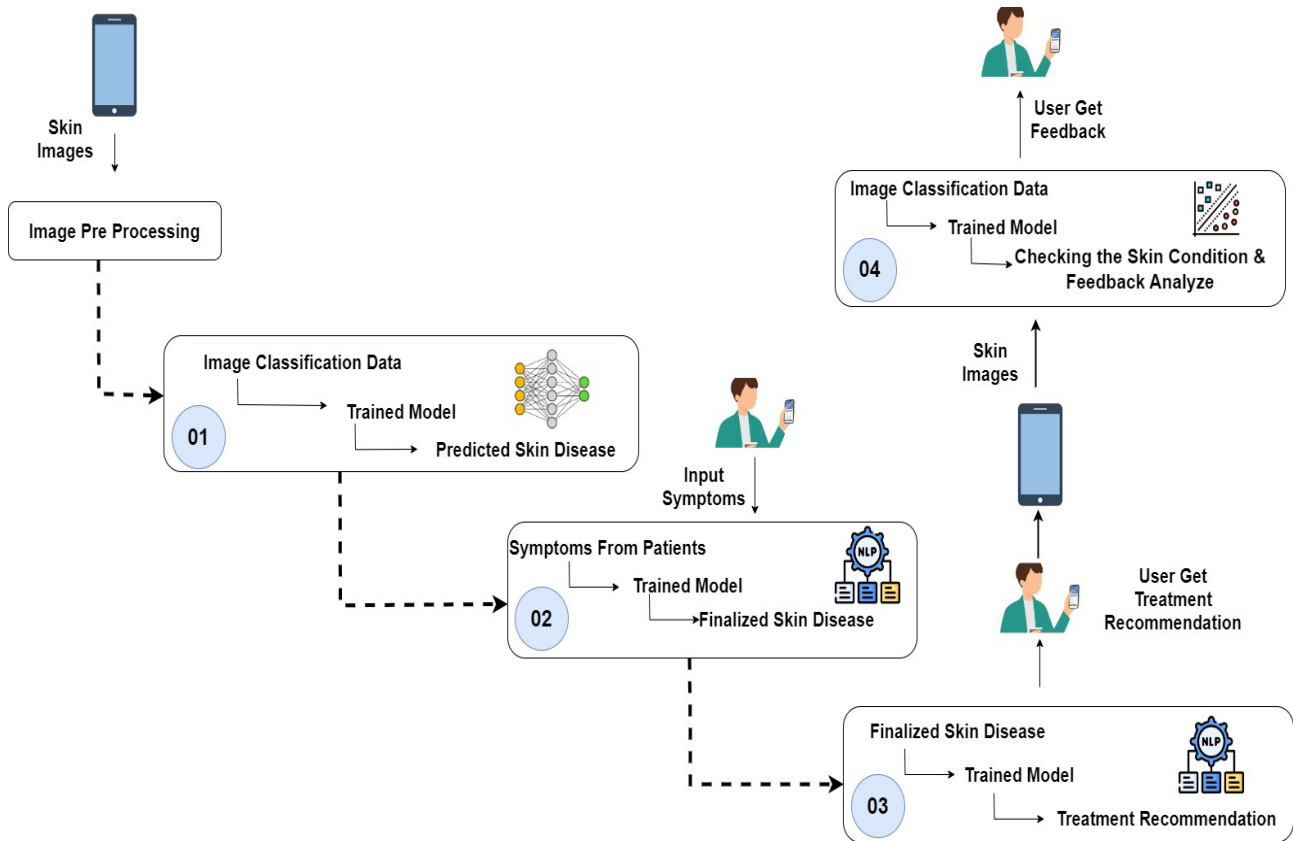 Skin
Images
Image Pre Processing
Image Classification Data
Trained Model
Predicted Skin Disease
01
Input
Symptoms
Symptoms From Patients
NLP
Trained Model
Finalized Skin Disease
02
Finalized Skin Disease
NLP
Trained Model
Treatment Recommendation
03
User Get
Treatment
Recommendation
Skin
Images
Image Classification Data
Trained Model
Checking the Skin Condition &
Feedback Analyze
04
User Get
Feedback